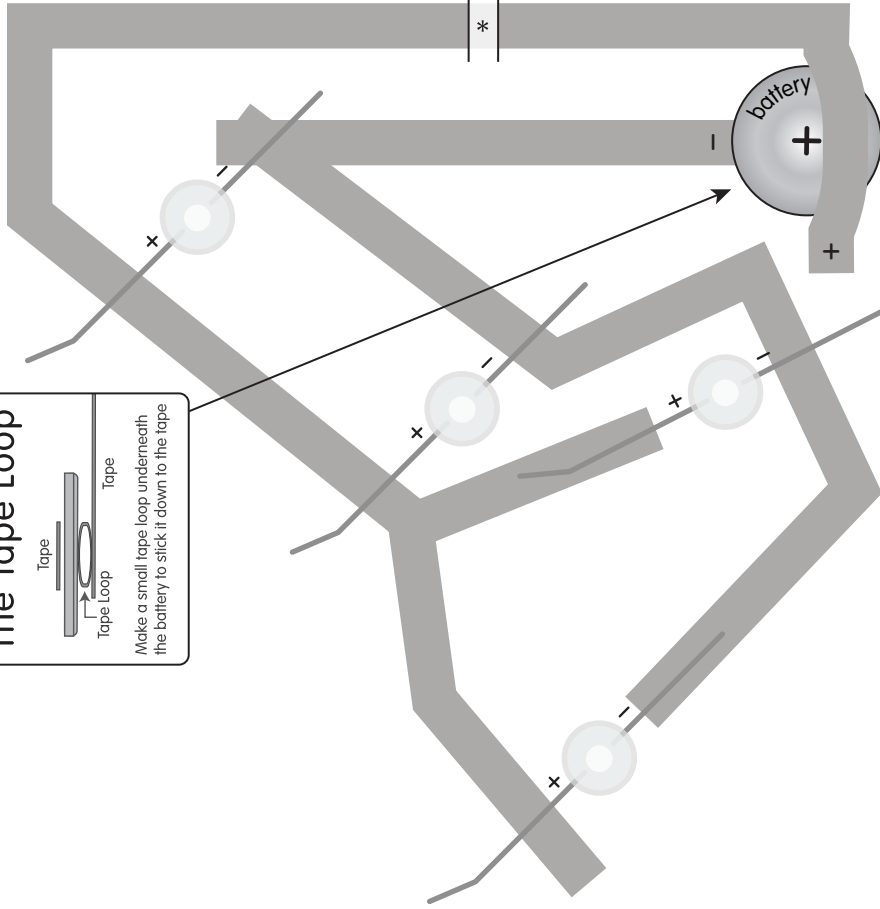 *
battery
+
–
+
–
+
–
+
–
+
–
+
The Tape Loop
Tape
Tape
Tape Loop
Make a small tape loop underneath
the battery to stick it down to the tape